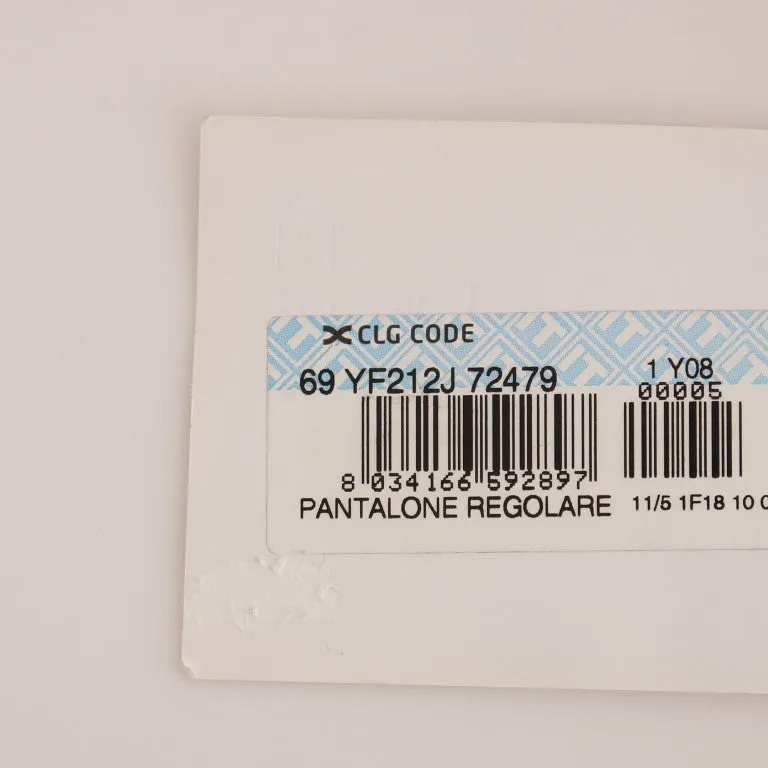 CLG CODE
69 YF212J 72479
1 Y08
00005
8 034166 592897
PANTALONE REGOLARE
11/5 1F18 10